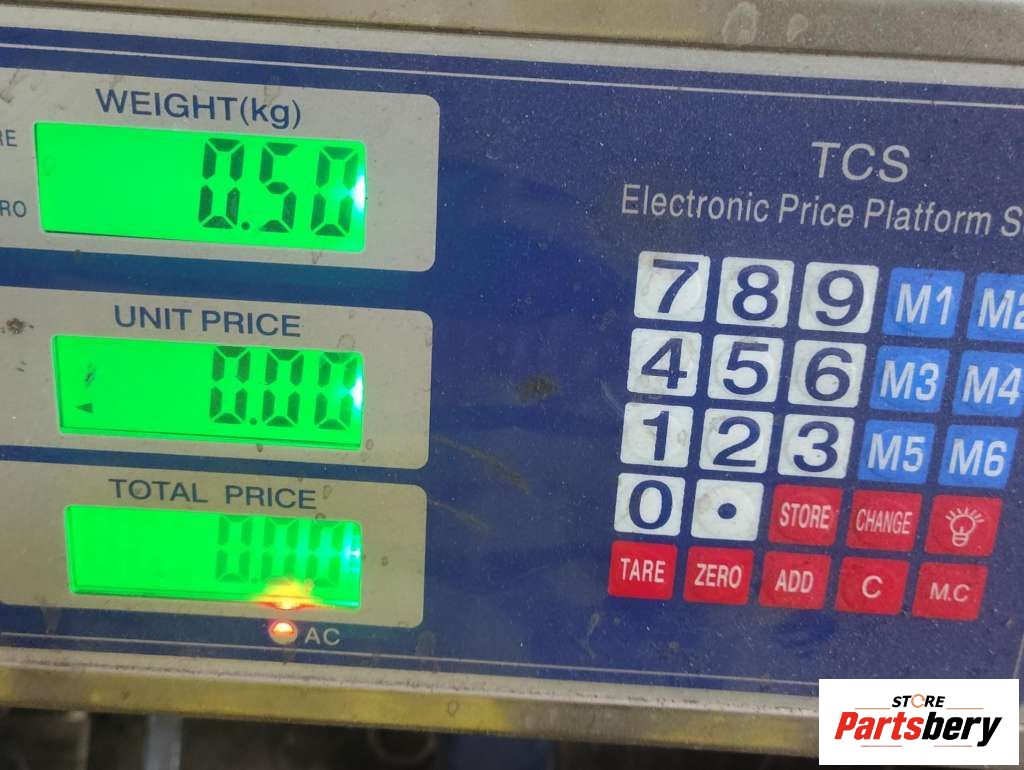 WEIGHT(kg)
0.50
UNIT PRICE
0.00
TOTAL PRICE
0.00
AC
TCS
Electronic Price Platform
7 8 9 M1
4 5 6 M3 M4
1 2 3 M5 M6
0 . STORE CHANGE
TARE ZERO ADD C M.C
STORE
Partsbery